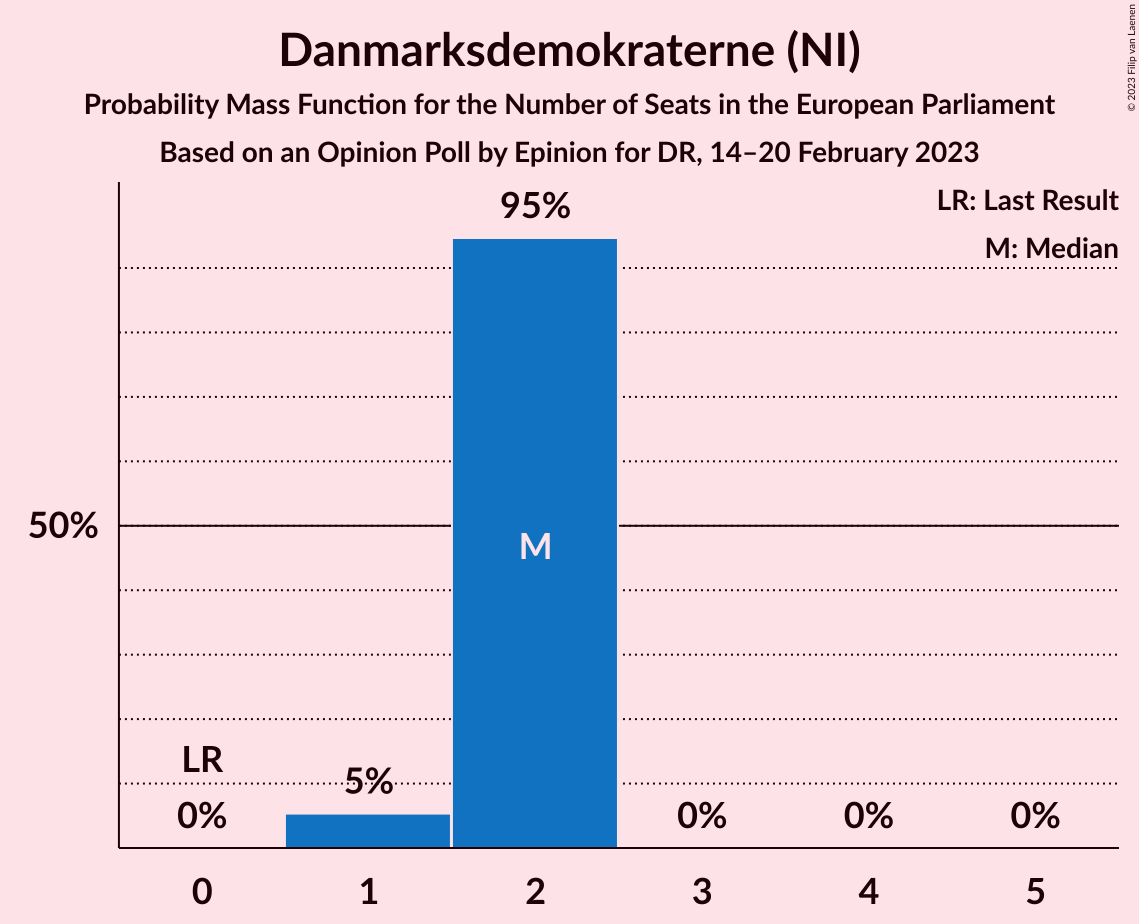 Danmarksdemokraterne (NI)
Probability Mass Function for the Number of Seats in the European Parliament
Based on an Opinion Poll by Epinion for DR, 14–20 February 2023
© 2023 Filip van Laenen
LR: Last Result
M: Median
95%
50%
M
LR
0%
5%
0%
0%
0%
0
1
2
3
4
5